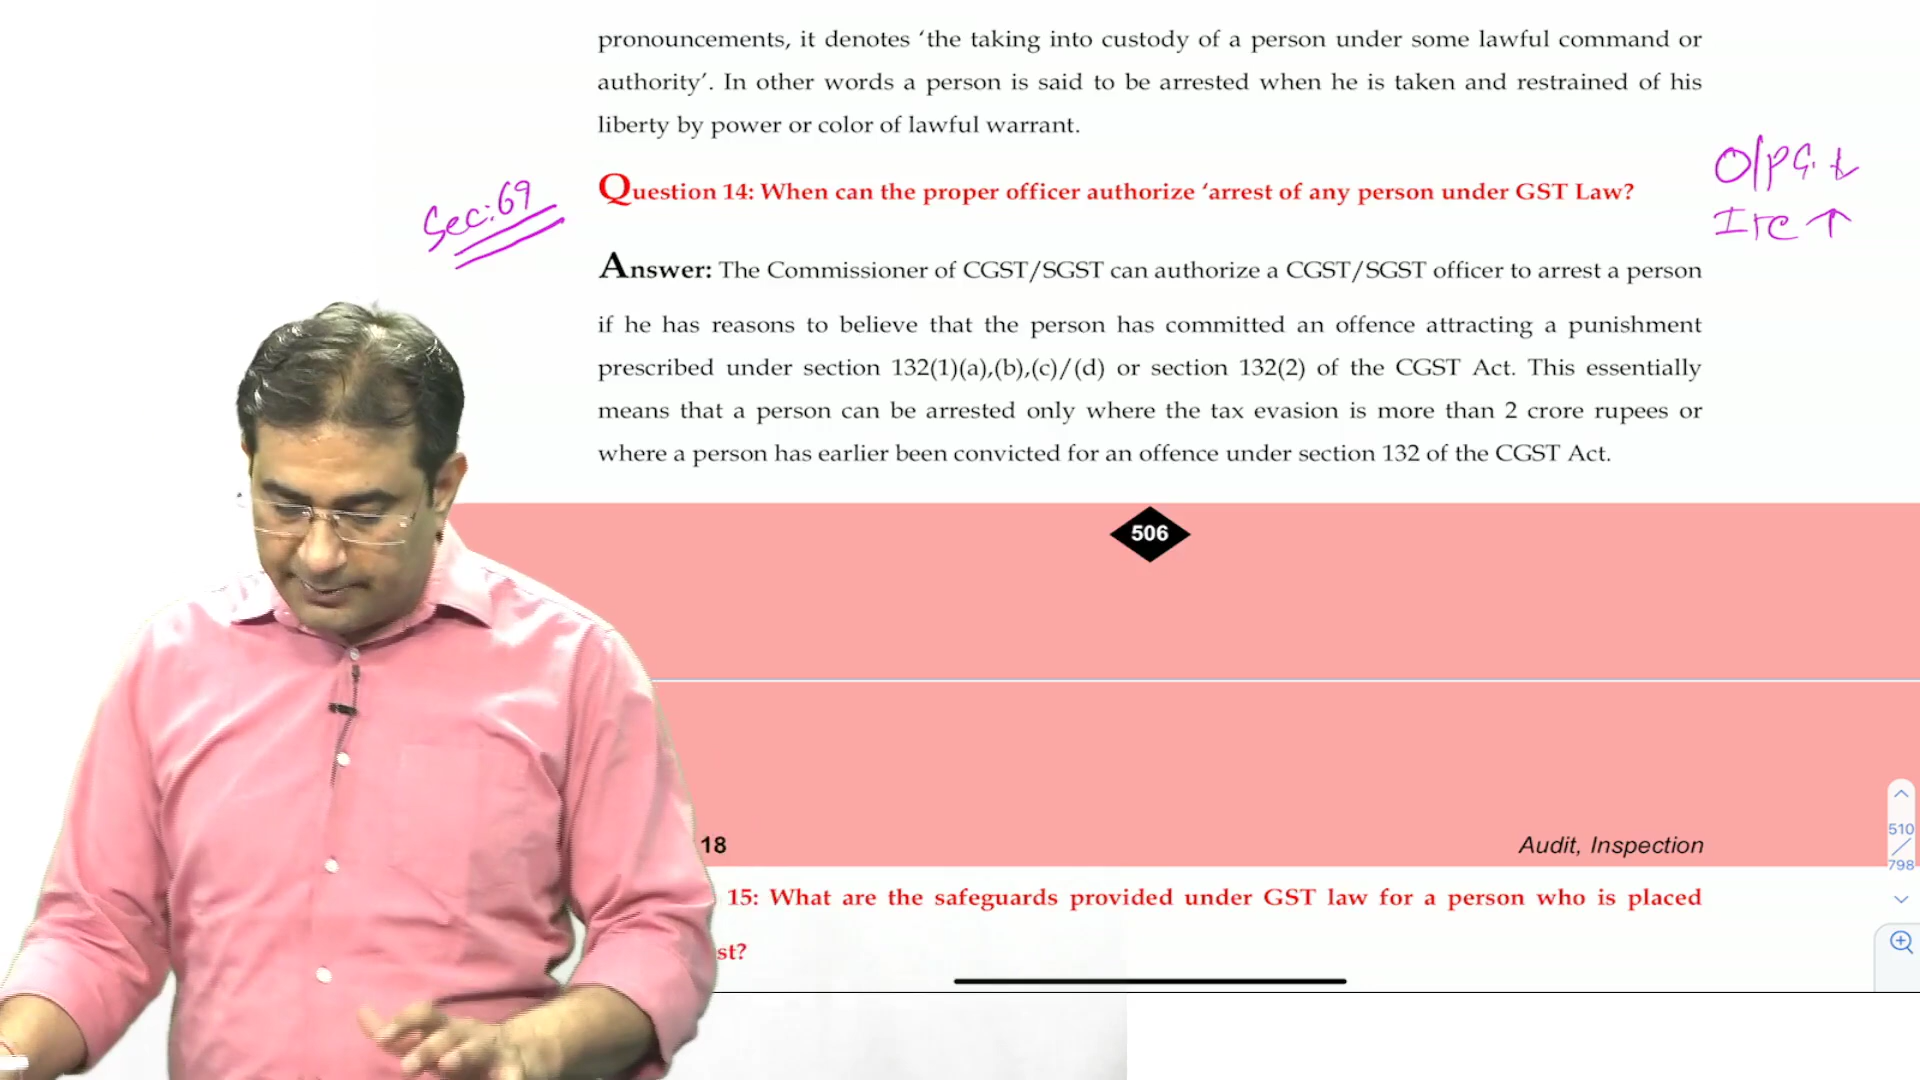 pronouncements, it denotes ‘the taking into custody of a person under some lawful command or
authority’. In other words a person is said to be arrested when he is taken and restrained of his
liberty by power or color of lawful warrant.
Sec:69
Question 14: When can the proper officer authorize ‘arrest of any person under GST Law?
ITC ↑
Answer: The Commissioner of CGST/SGST can authorize a CGST/SGST officer to arrest a person
if he has reasons to believe that the person has committed an offence attracting a punishment
prescribed under section 132(1)(a),(b),(c)/(d) or section 132(2) of the CGST Act. This essentially
means that a person can be arrested only where the tax evasion is more than 2 crore rupees or
where a person has earlier been convicted for an offence under section 132 of the CGST Act.
506
18 Audit, Inspection
510
798
15: What are the safeguards provided under GST law for a person who is placed
st?